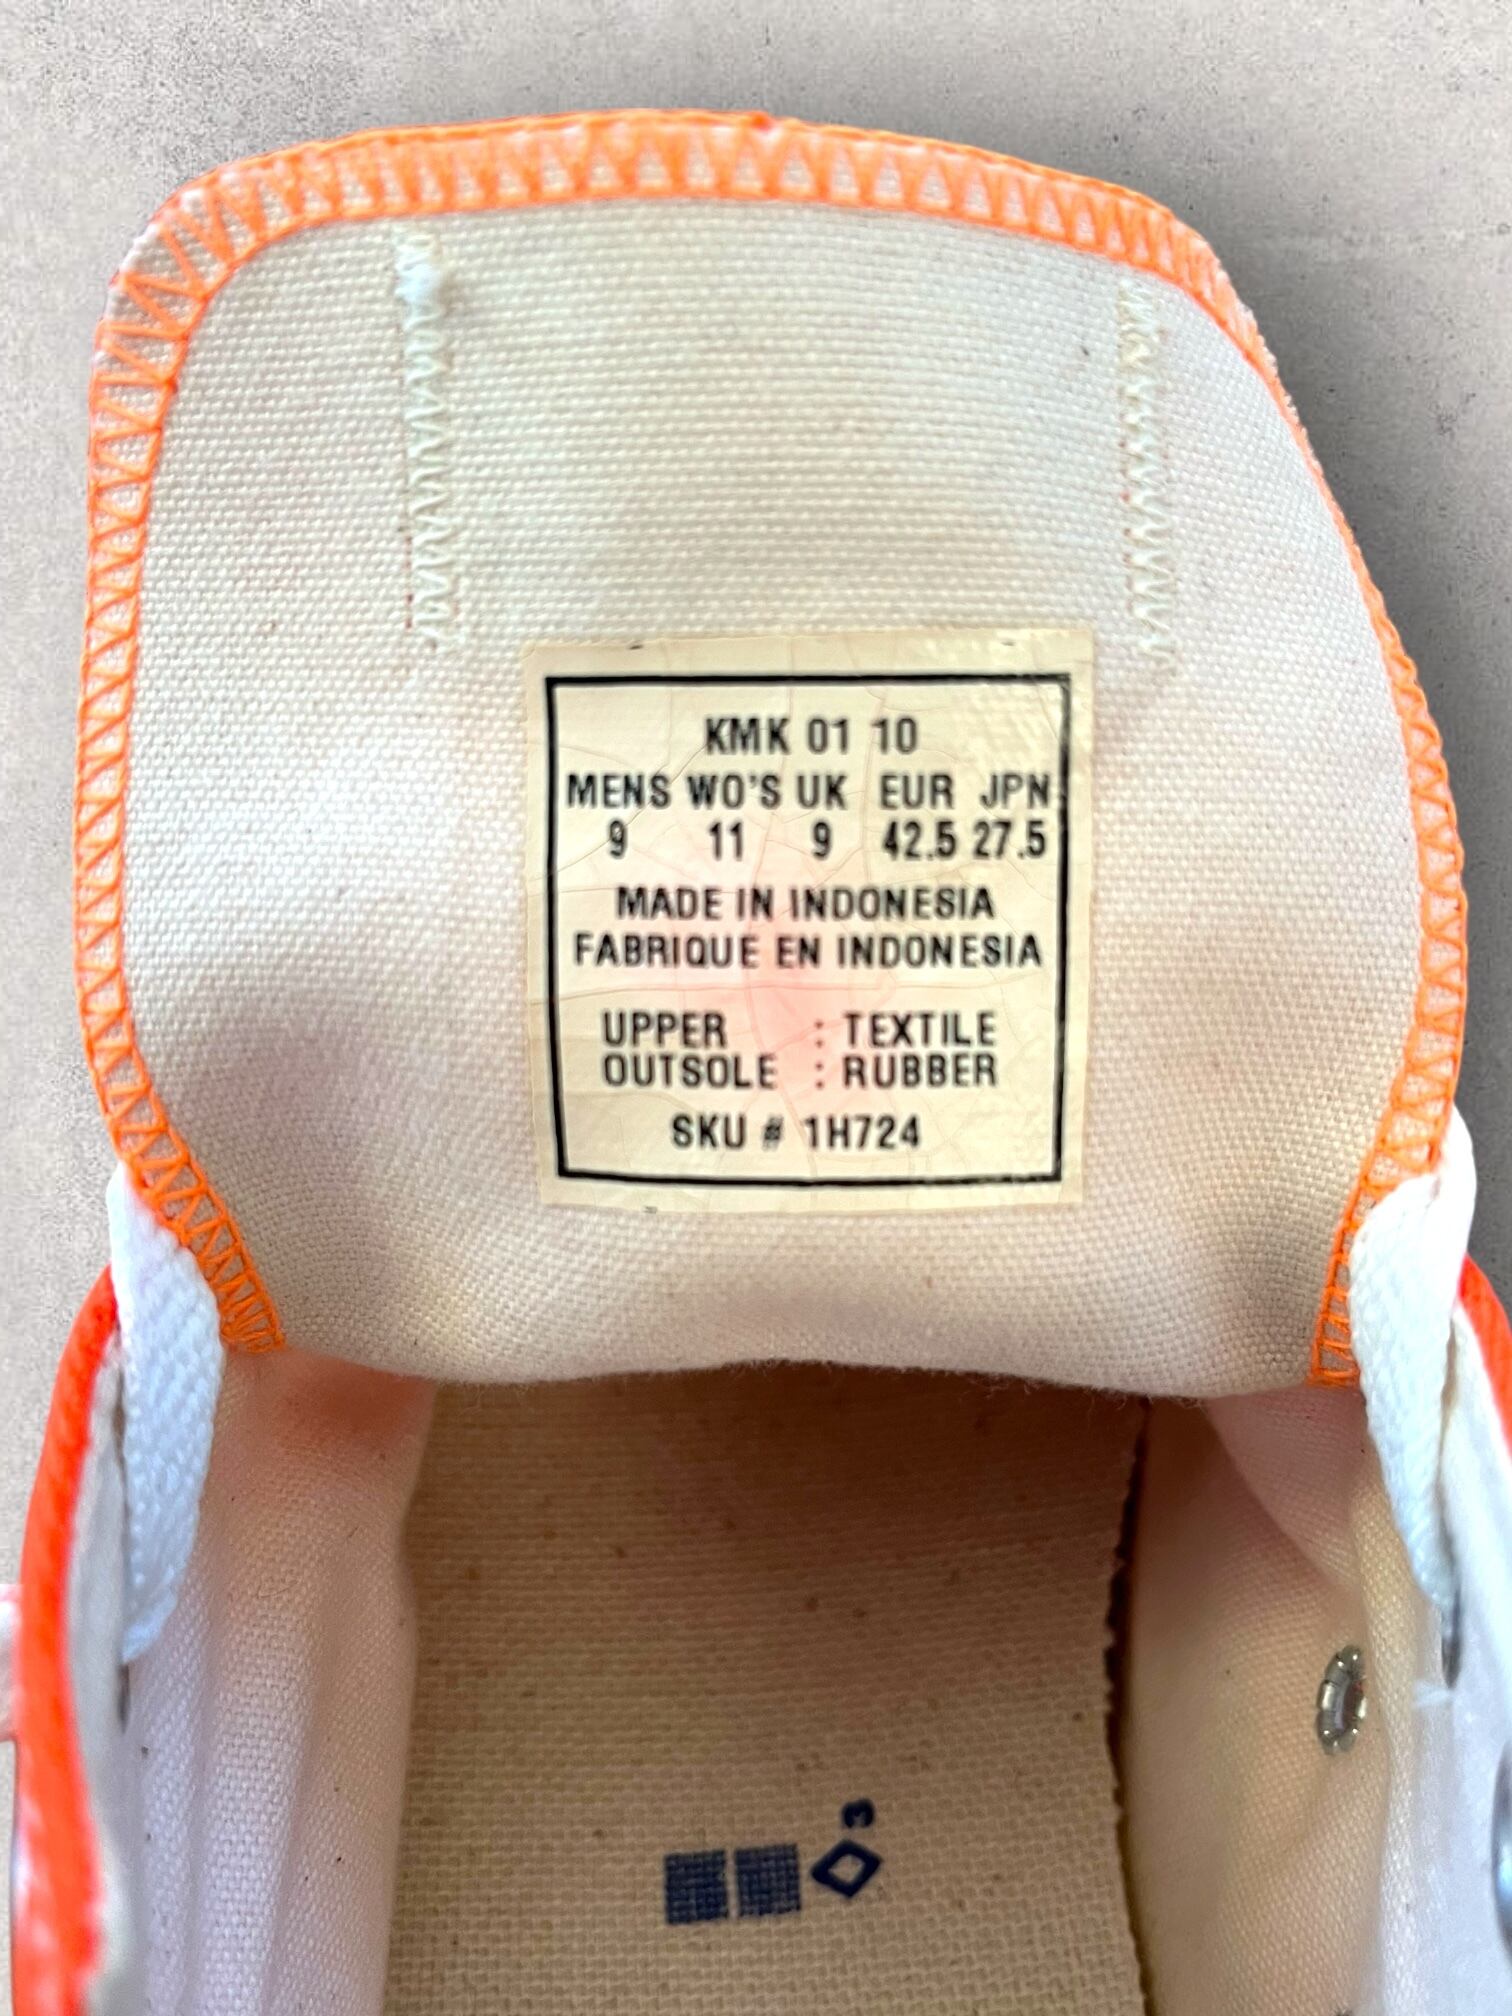 KMK 01 10
MENS WO'S UK EUR JPN
9 11 9 42.5 27.5
MADE IN INDONESIA
FABRIQUE EN INDONESIA
UPPER : TEXTILE
OUTSOLE : RUBBER
SKU # 1H724
3